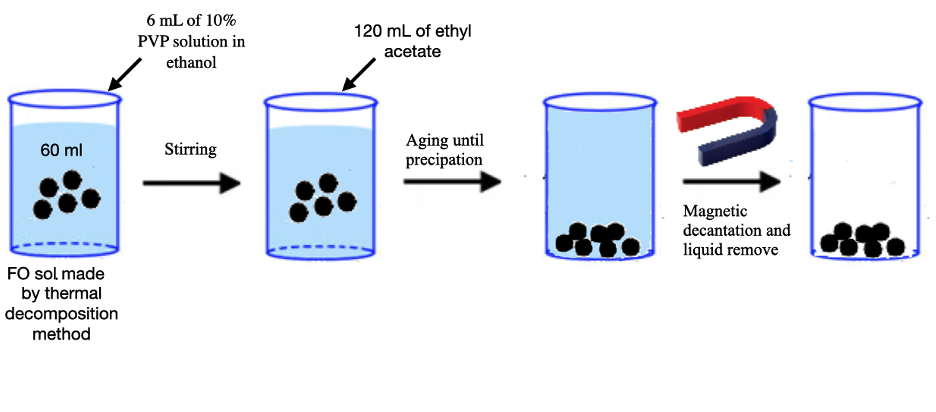 6 mL of 10%
PVP solution in
ethanol
120 mL of ethyl
acetate
60 ml
Stirring
Aging until
precipation
Magnetic
decantation and
liquid remove
FO sol made
by thermal
decomposition
method